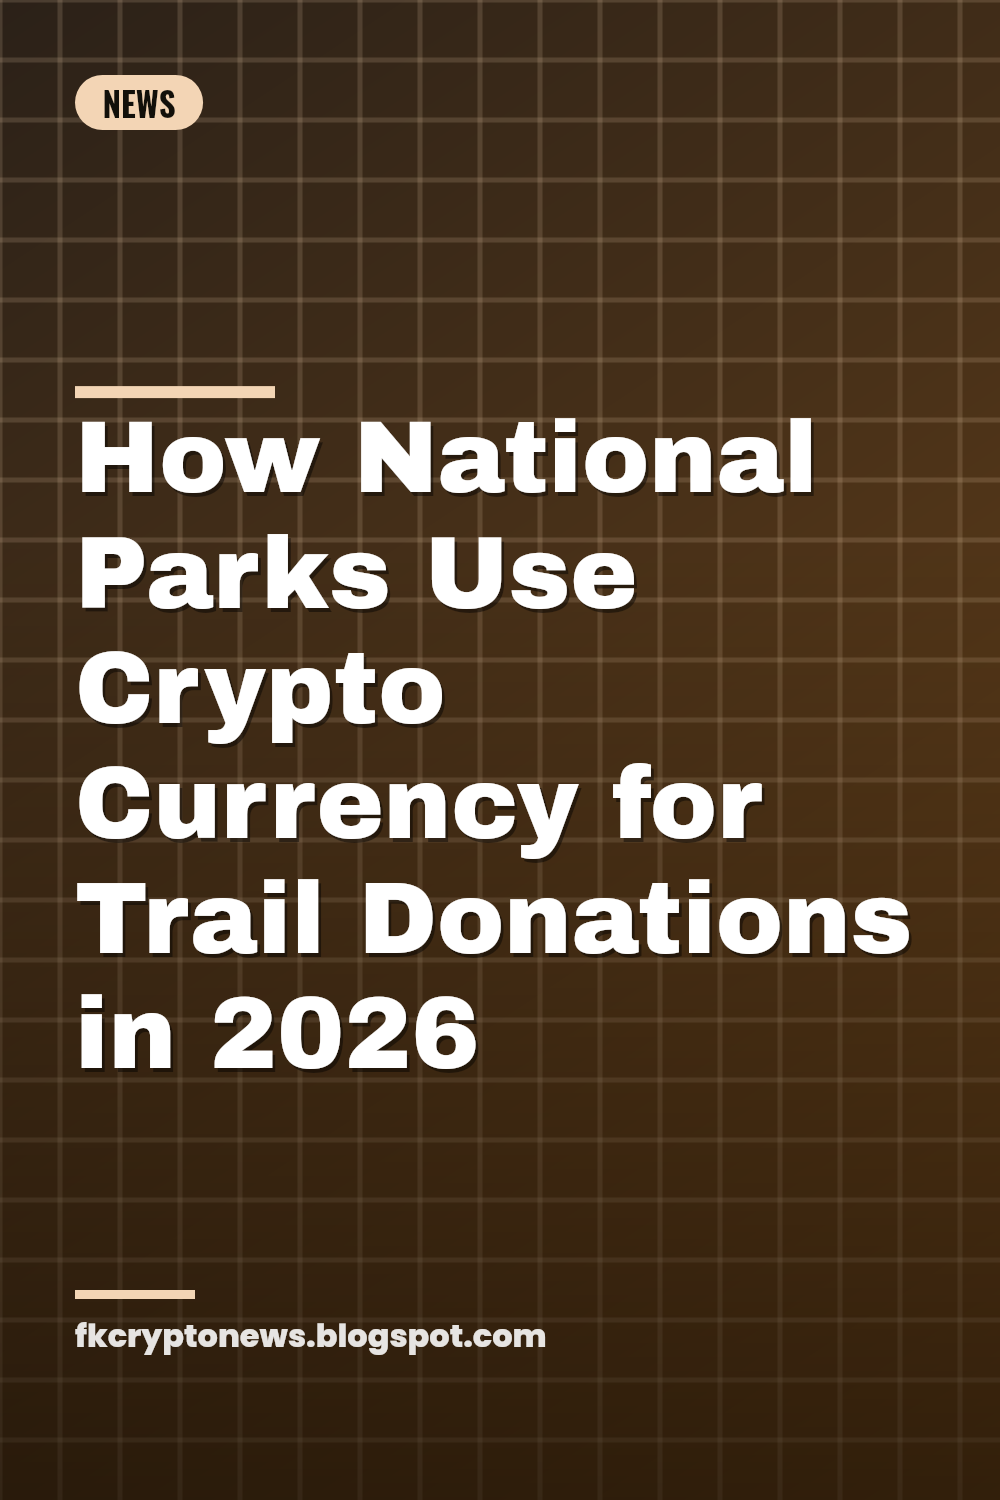 NEWS
How National
Parks Use
Crypto
Currency for
Trail Donations
in 2026
fkcryptonews.blogspot.com